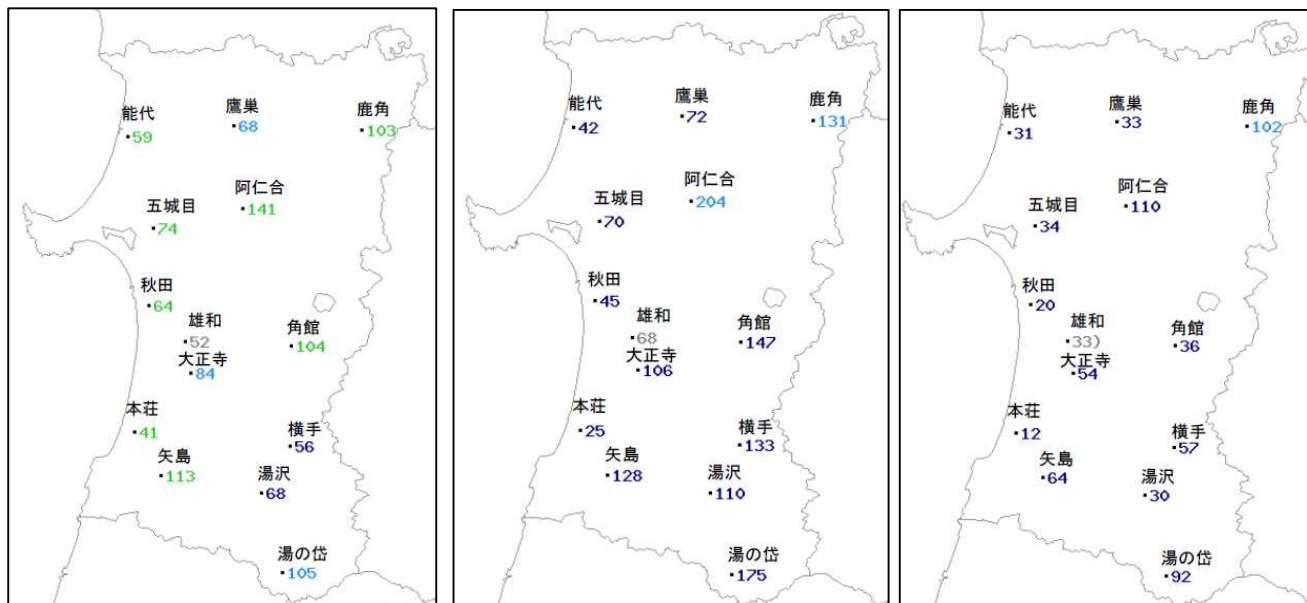 能代
59
鷹巣
68
鹿角
103
阿仁合
141
五城目
74
秋田
64
雄和
52
大正寺
84
角館
104
本荘
41
矢島
113
横手
56
湯沢
68
湯の岱
105
能代
42
鷹巣
72
鹿角
131
阿仁合
204
五城目
70
秋田
45
雄和
68
大正寺
106
角館
147
本荘
25
矢島
128
横手
133
湯沢
110
湯の岱
175
能代
31
鷹巣
33
鹿角
102
阿仁合
110
五城目
34
秋田
20
雄和
33)
大正寺
54
角館
36
本荘
12
矢島
64
横手
57
湯沢
30
湯の岱
92